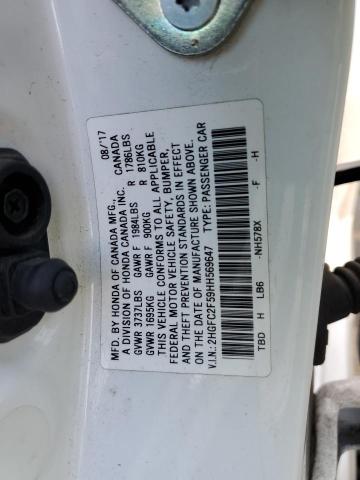 MFD. BY HONDA OF CANADA MFG., 08/'17
A DIVISION OF HONDA CANADA INC. CANADA
GVWR 3737LBS GAWR F 1984LBS R 1786LBS
GVWR 1695KG GAWR F 900KG R 810KG
THIS VEHICLE CONFORMS TO ALL APPLICABLE
FEDERAL MOTOR VEHICLE SAFETY, BUMPER,
AND THEFT PREVENTION STANDARDS IN EFFECT
ON THE DATE OF MANUFACTURE SHOWN ABOVE.
V.I.N.: 2HGFC2F59HH569647 TYPE: PASSENGER CAR
TBD H LB6 -NH578X -F -H